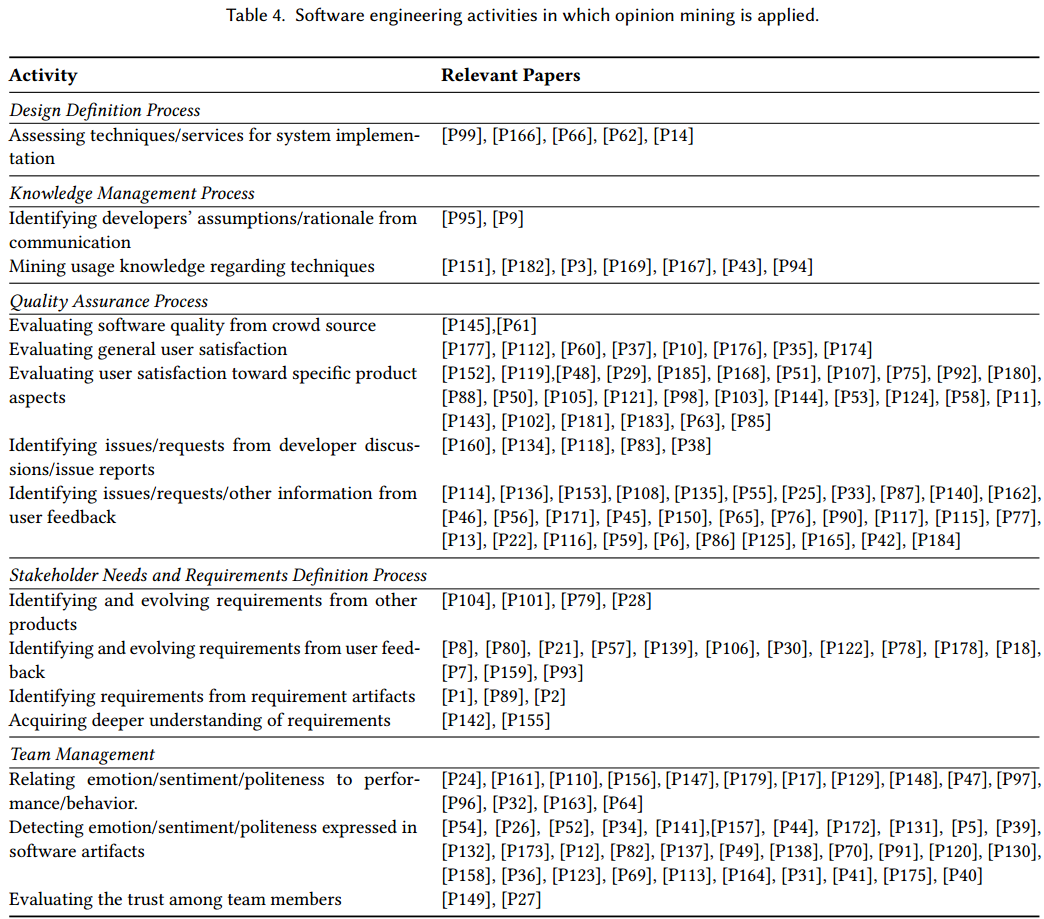 Table 4. Software engineering activities in which opinion mining is applied.
Activity Relevant Papers
Design Definition Process
Assessing techniques/services for system implemen- [P99], [P166], [P66], [P62], [P14]
tation
Knowledge Management Process
Identifying developers' assumptions/rationale from [P95], [P9]
communication
Mining usage knowledge regarding techniques [P151], [P182], [P3], [P169], [P167], [P43], [P94]
Quality Assurance Process
Evaluating software quality from crowd source [P145],[P61]
Evaluating general user satisfaction [P177], [P112], [P60], [P37], [P10], [P176], [P35], [P174]
Evaluating user satisfaction toward specific product [P152], [P119],[P48], [P29], [P185], [P168], [P51], [P107], [P75], [P92], [P180],
aspects [P88], [P50], [P105], [P121], [P98], [P103], [P144], [P53], [P124], [P58], [P11],
[P143], [P102], [P181], [P183], [P63], [P85]
Identifying issues/requests from developer discus- [P160], [P134], [P118], [P83], [P38]
sions/issue reports
Identifying issues/requests/other information from [P114], [P136], [P153], [P108], [P135], [P55], [P25], [P33], [P87], [P140], [P162],
user feedback [P46], [P56], [P171], [P45], [P150], [P65], [P76], [P90], [P117], [P115], [P77],
[P13], [P22], [P116], [P59], [P6], [P86] [P125], [P165], [P42], [P184]
Stakeholder Needs and Requirements Definition Process
Identifying and evolving requirements from other [P104], [P101], [P79], [P28]
products
Identifying and evolving requirements from user feed- [P8], [P80], [P21], [P57], [P139], [P106], [P30], [P122], [P78], [P178], [P18],
back [P7], [P159], [P93]
Identifying requirements from requirement artifacts [P1], [P89], [P2]
Acquiring deeper understanding of requirements [P142], [P155]
Team Management
Relating emotion/sentiment/politeness to perfor- [P24], [P161], [P110], [P156], [P147], [P179], [P17], [P129], [P148], [P47], [P97],
mance/behavior. [P96], [P32], [P163], [P64]
Detecting emotion/sentiment/politeness expressed in [P54], [P26], [P52], [P34], [P141],[P157], [P44], [P172], [P131], [P5], [P39],
software artifacts [P132], [P173], [P12], [P82], [P137], [P49], [P138], [P70], [P91], [P120], [P130],
[P158], [P36], [P123], [P69], [P113], [P164], [P31], [P41], [P175], [P40]
Evaluating the trust among team members [P149], [P27]